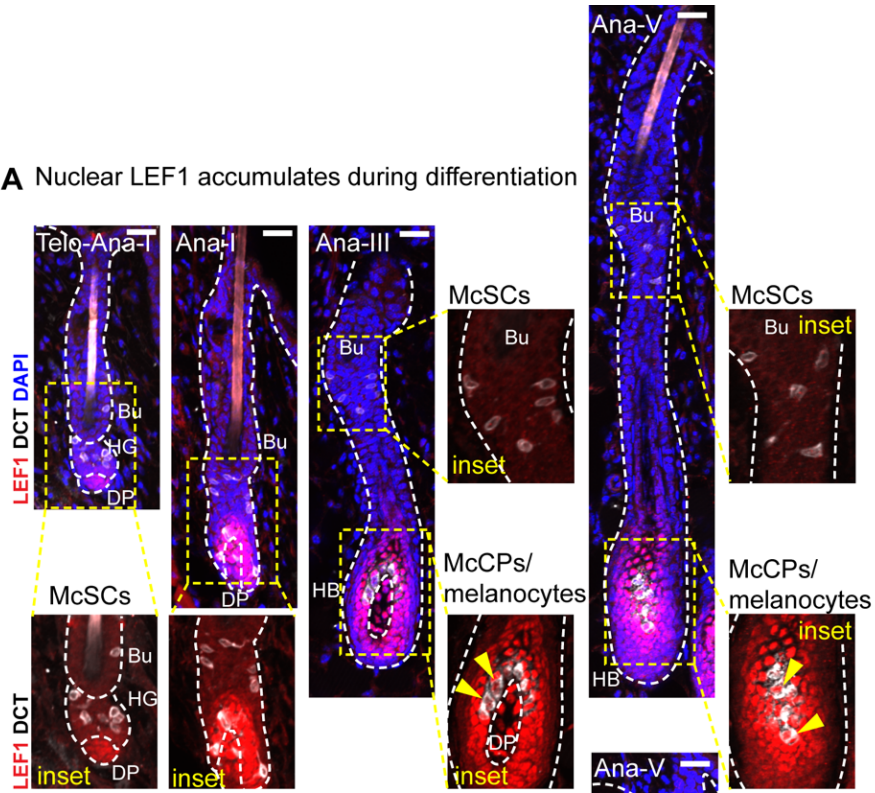 A Nuclear LEF1 accumulates during differentiation
LEF1 DCT DAPI
Telo-Ana-I
Bu
HG
DP
Ana-I
Bu
DP
Ana-III
Bu
HB
McSCs
Bu
inset
Ana-V
Bu
HB
McSCs
Bu
inset
LEF1 DCT
McSCs
Bu
HG
DP
inset
inset
McCPs/
melanocytes
DP
inset
McCPs/
melanocytes
inset
Ana-V